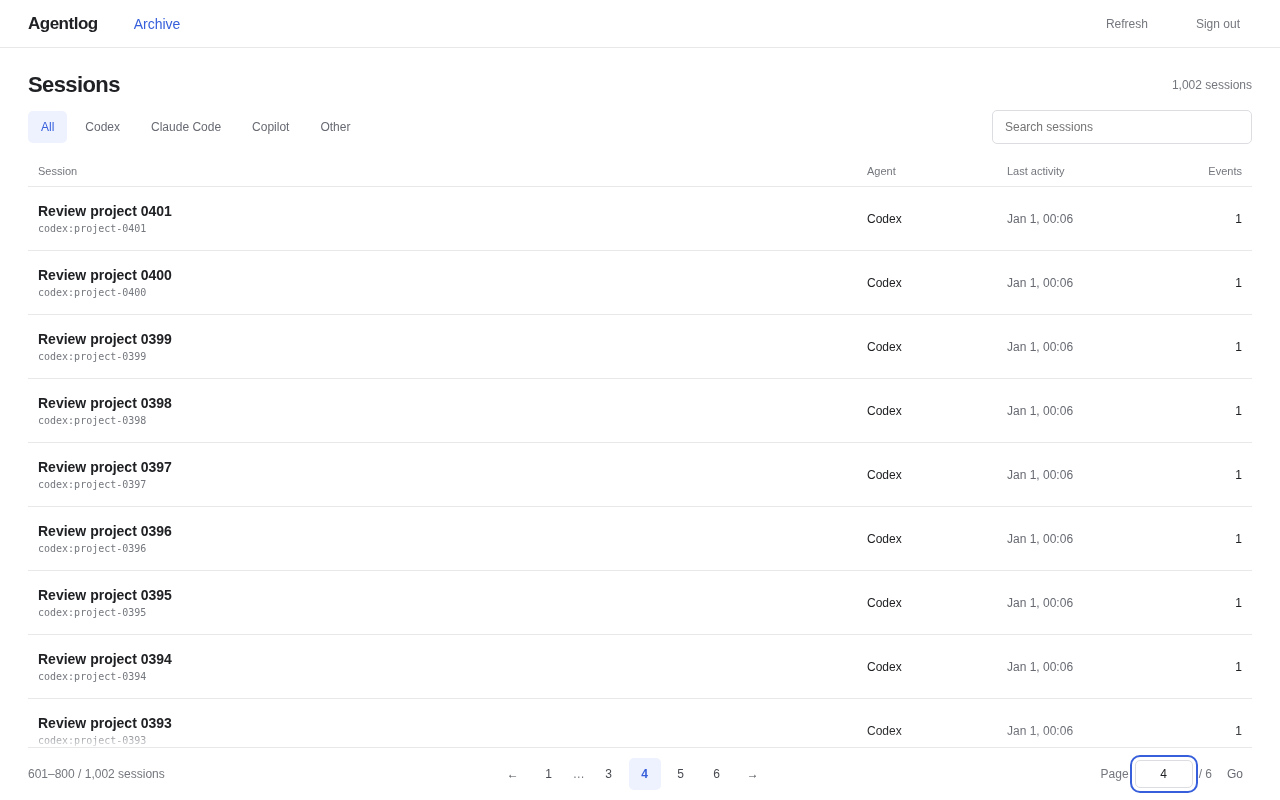 Agentlog Archive Refresh Sign out
Sessions 1,002 sessions
All Codex Claude Code Copilot Other Search sessions
Session Agent Last activity Events
Review project 0401
codex:project-0401 Codex Jan 1, 00:06 1
Review project 0400
codex:project-0400 Codex Jan 1, 00:06 1
Review project 0399
codex:project-0399 Codex Jan 1, 00:06 1
Review project 0398
codex:project-0398 Codex Jan 1, 00:06 1
Review project 0397
codex:project-0397 Codex Jan 1, 00:06 1
Review project 0396
codex:project-0396 Codex Jan 1, 00:06 1
Review project 0395
codex:project-0395 Codex Jan 1, 00:06 1
Review project 0394
codex:project-0394 Codex Jan 1, 00:06 1
Review project 0393
codex:project-0393 Codex Jan 1, 00:06 1
601–800 / 1,002 sessions ← 1 … 3 4 5 6 → Page 4 / 6 Go